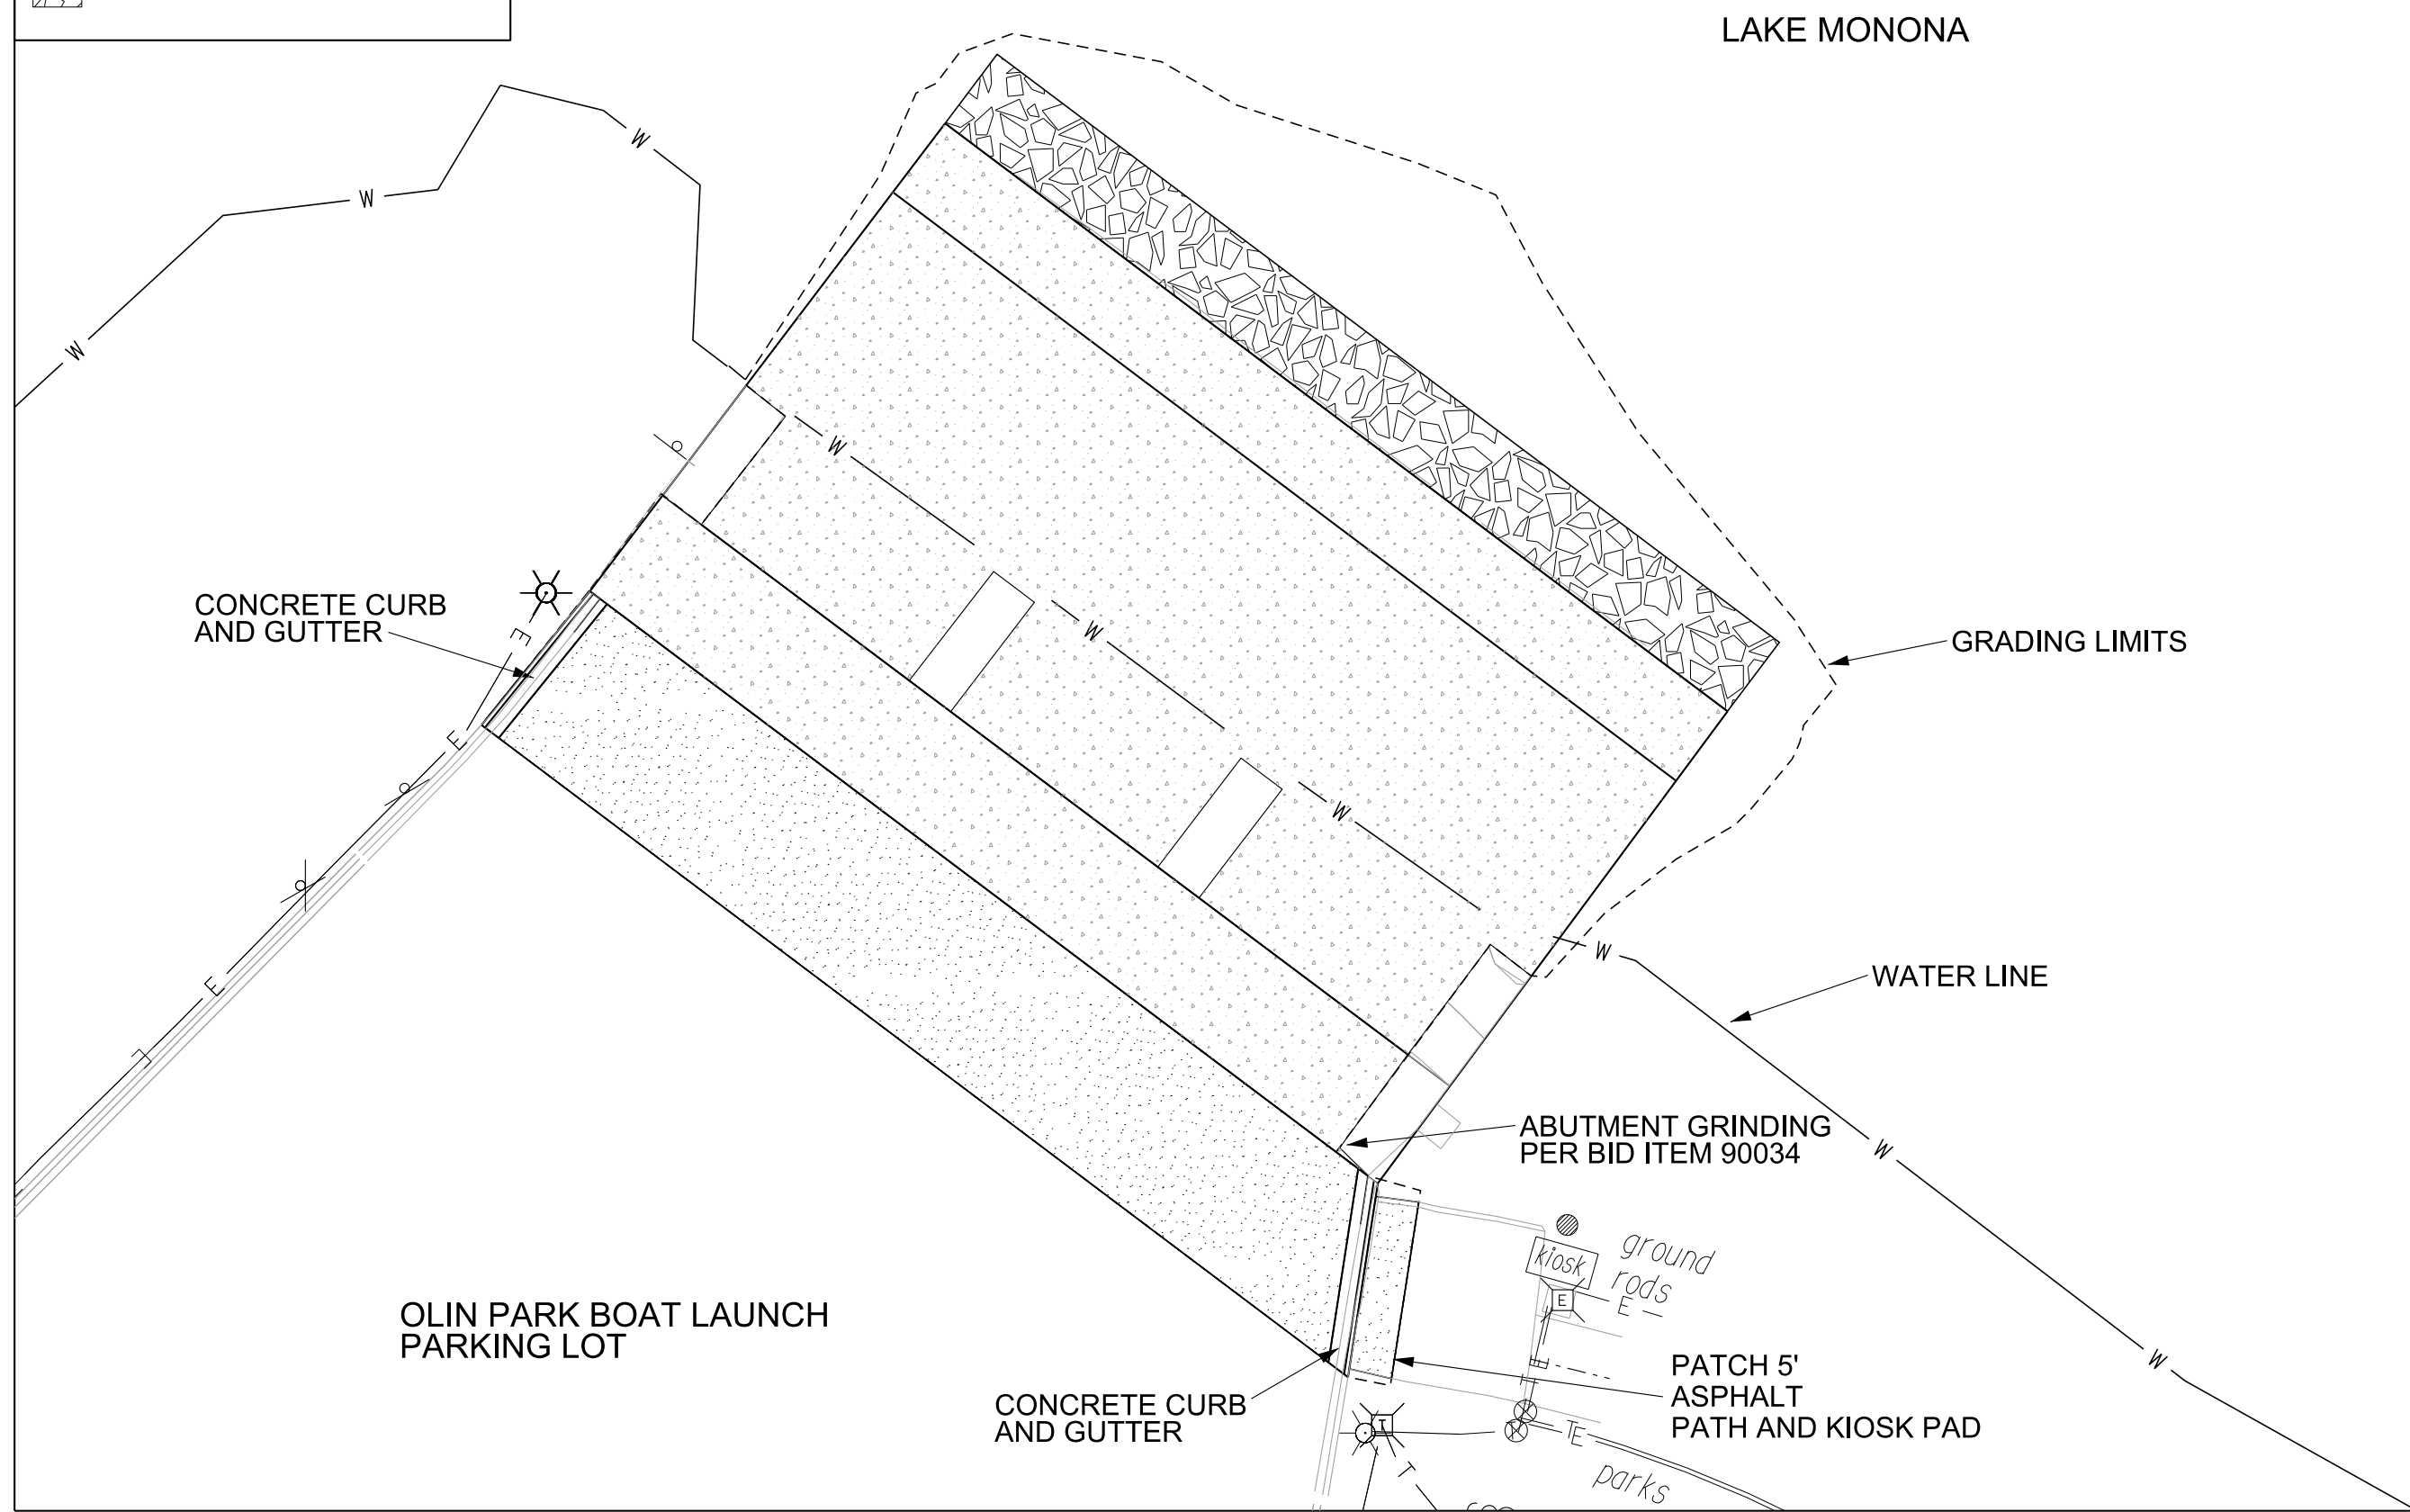 LAKE MONONA
W
W
W
W
CONCRETE CURB
AND GUTTER
E
W
GRADING LIMITS
E
W
W
WATER LINE
E
ABUTMENT GRINDING
PER BID ITEM 90034
W
kiosk
ground
rods
E
E
OLIN PARK BOAT LAUNCH
PARKING LOT
W
PATCH 5'
ASPHALT
PATH AND KIOSK PAD
CONCRETE CURB
AND GUTTER
T
T
E
T
parks